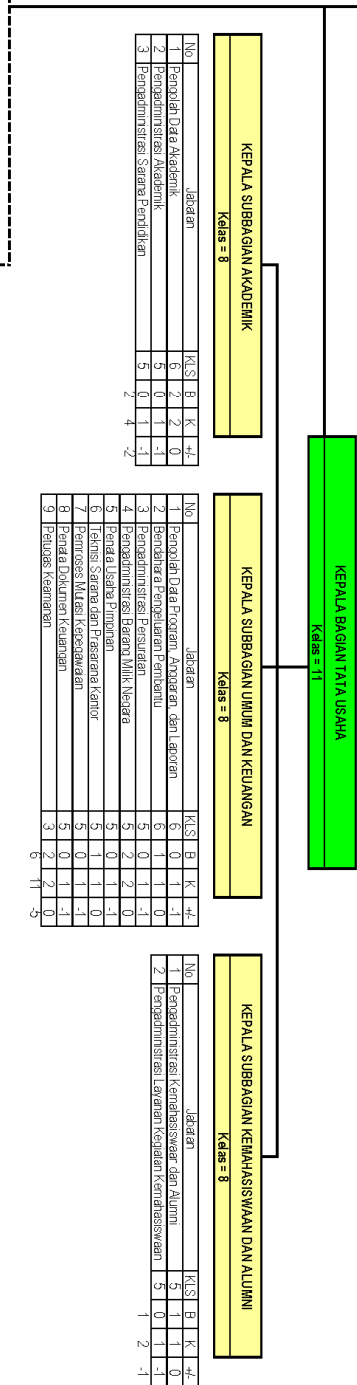 KEPALA BAGIAN TATA USAHA
Kelas = 11
KEPALA SUBBAGIAN AKADEMIK
Kelas = 8
No Jabatan KLS B K +/-
1 Pengolah Data Akademik 6 2 2 0
2 Pengadministrasi Akademik 5 0 1 -1
3 Pengadministrasi Sarana Pendidikan 5 0 1 -1
2 4 -2
KEPALA SUBBAGIAN UMUM DAN KEUANGAN
Kelas = 8
No Jabatan KLS B K +/-
1 Pengolah Data Program, Anggaran, dan Laporan 6 0 1 -1
2 Bendahara Pengeluaran Pembantu 6 1 1 0
3 Pengadministrasi Persuratan 5 0 1 -1
4 Pengadministrasi Barang Milik Negara 5 2 2 0
5 Penata Usaha Pimpinan 5 0 1 -1
6 Teknisi Sarana dan Prasarana Kantor 5 1 1 0
7 Pemroses Mutasi Kepegawaian 5 0 1 -1
8 Penata Dokumen Keuangan 5 0 1 -1
9 Petugas Keamanan 3 2 2 0
6 11 -5
KEPALA SUBBAGIAN KEMAHASISWAAN DAN ALUMNI
Kelas = 8
No Jabatan KLS B K +/-
1 Pengadministrasi Kemahasiswaan dan Alumni 5 1 1 0
2 Pengadministrasi Layanan Kegiatan Kemahasiswaan 5 0 1 -1
1 2 -1